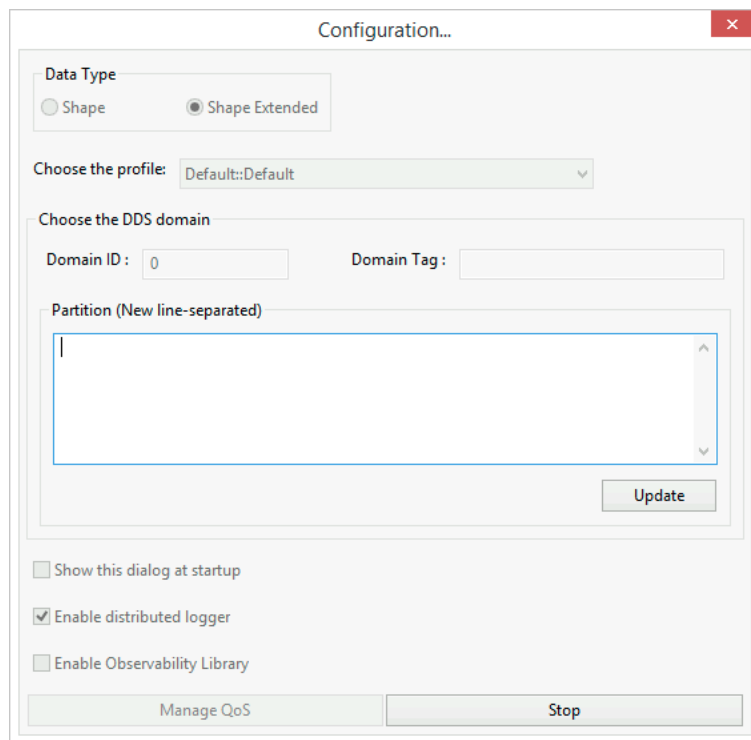 Configuration...
Data Type
Shape
Shape Extended
Choose the profile:
Default::Default
Choose the DDS domain
Domain ID :
0
Domain Tag :
Partition (New line-separated)
Update
Show this dialog at startup
Enable distributed logger
Enable Observability Library
Manage QoS
Stop